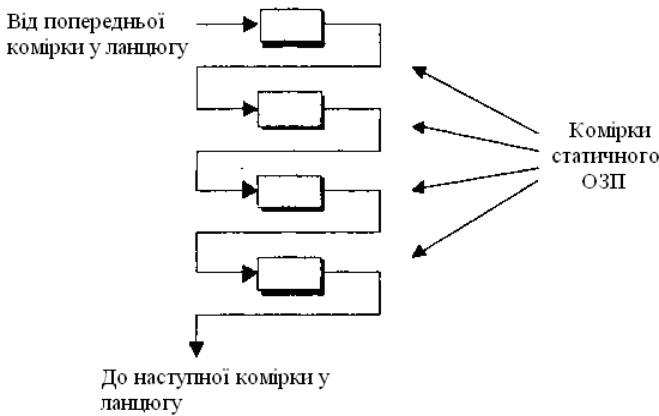 Від попередньої
комірки у ланцюгу
Комірки
статичного
ОЗП
До наступної комірки у
ланцюгу